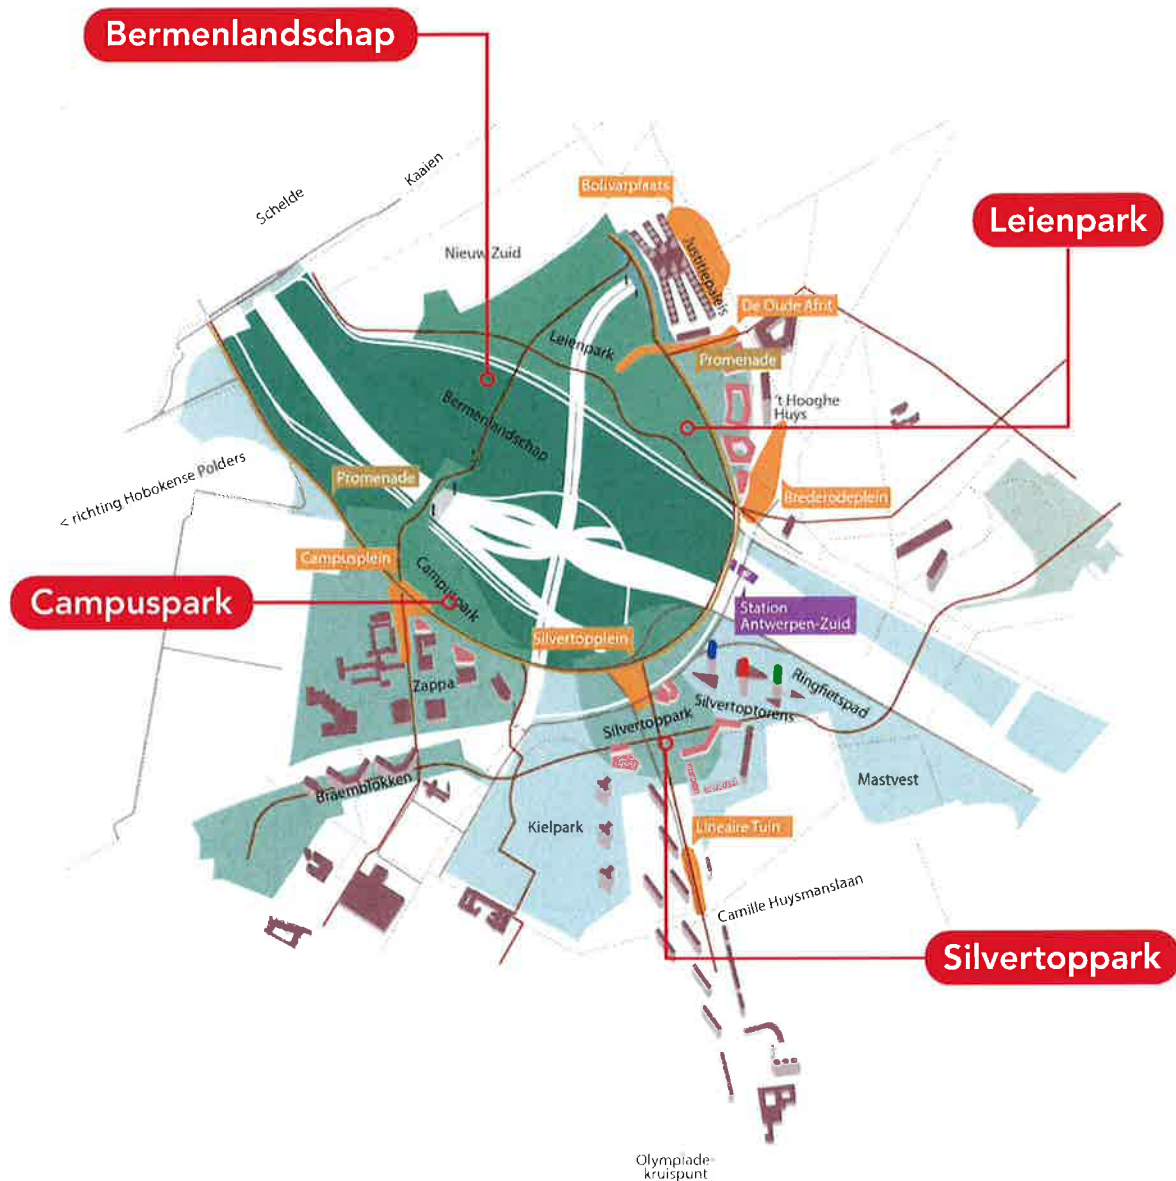 Bermenlandschap
Kaaien
Schelde
Bolivarplaats
Leienpark
Nieuw Zuid
Justitiepaleis
De Oude Afrit
Leienpark
Promenade
't Hooghe
Huys
Bermenlandschap
Promenade
< richting Hobokense Polders
Brederodeplein
Campusplein
Campuspark
Campuspark
Station
Antwerpen-Zuid
Silvertopplein
Zappa
Ringfietspad
Silvertoptorens
Silvertoppark
Braemblokken
Mastvest
Kielpark
Lineaire Tuin
Camille Huysmanslaan
Silvertoppark
Olympiade-
kruispunt